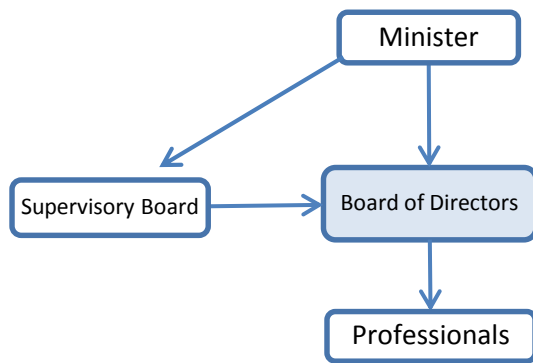 Minister
Supervisory Board
Board of Directors
Professionals